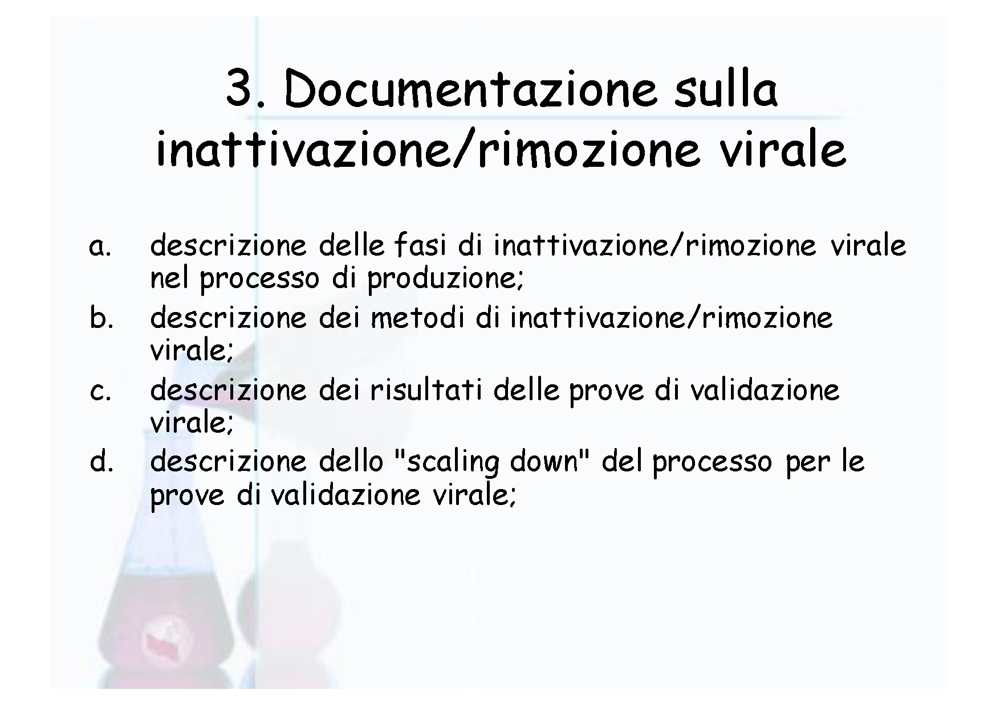 3. Documentazione sulla
inattivazione/rimozione virale
a. descrizione delle fasi di inattivazione/rimozione virale
nel processo di produzione;
b. descrizione dei metodi di inattivazione/rimozione
virale;
c. descrizione dei risultati delle prove di validazione
virale;
d. descrizione dello "scaling down" del processo per le
prove di validazione virale;